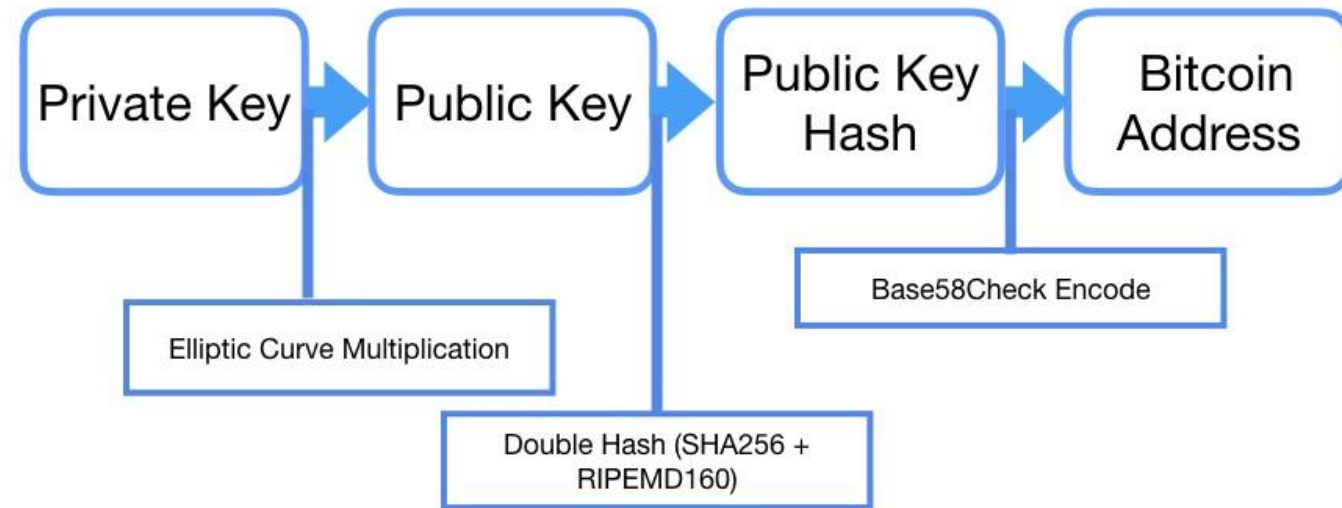 Private Key
Public Key
Public Key
Hash
Bitcoin
Address
Elliptic Curve Multiplication
Double Hash (SHA256 +
RIPEMD160)
Base58Check Encode